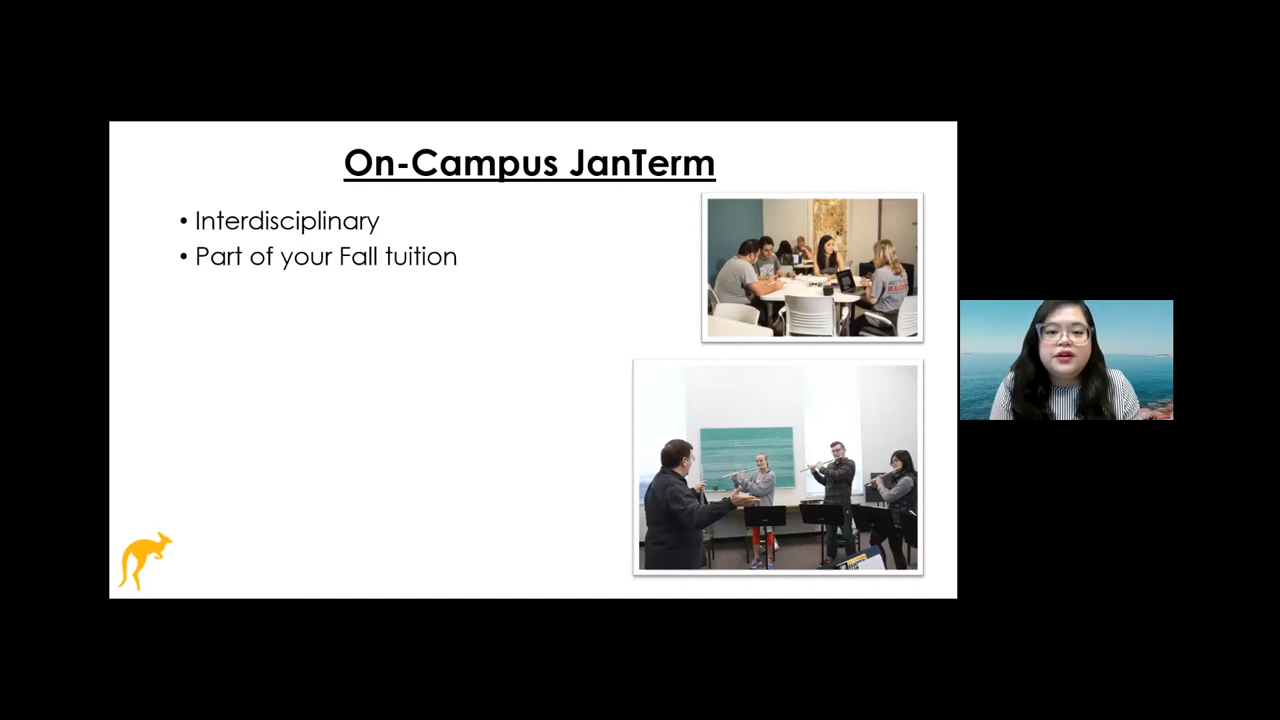 On-Campus JanTerm
• Interdisciplinary
• Part of your Fall tuition